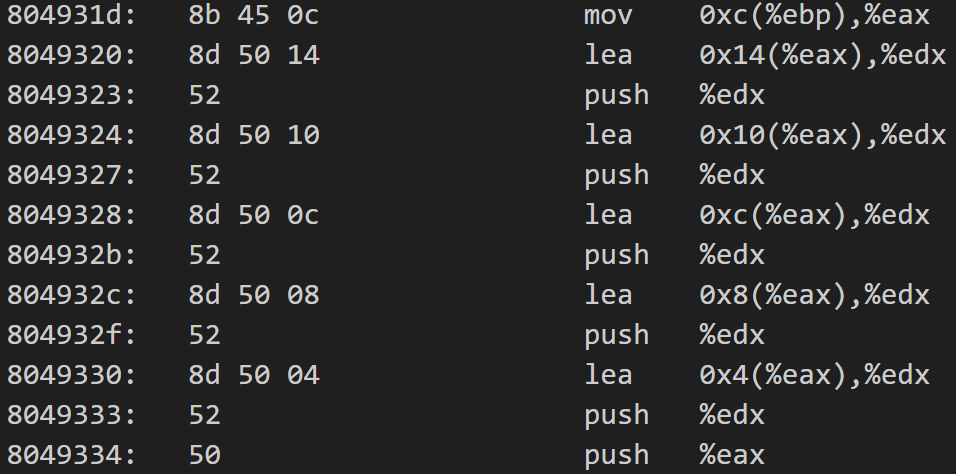 804931d: 8b 45 0c mov 0xc(%ebp),%eax
8049320: 8d 50 14 lea 0x14(%eax),%edx
8049323: 52 push %edx
8049324: 8d 50 10 lea 0x10(%eax),%edx
8049327: 52 push %edx
8049328: 8d 50 0c lea 0xc(%eax),%edx
804932b: 52 push %edx
804932c: 8d 50 08 lea 0x8(%eax),%edx
804932f: 52 push %edx
8049330: 8d 50 04 lea 0x4(%eax),%edx
8049333: 52 push %edx
8049334: 50 push %eax